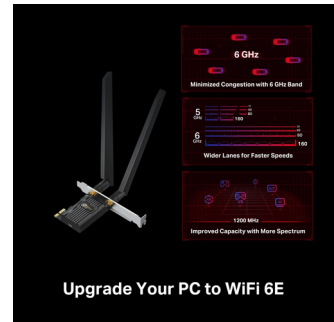 6 GHz
Minimized Congestion with 6 GHz Band
5
GHz
160
6
GHz
80
160
Wider Lanes for Faster Speeds
1200 MHz
Improved Capacity with More Spectrum
Upgrade Your PC to WiFi 6E